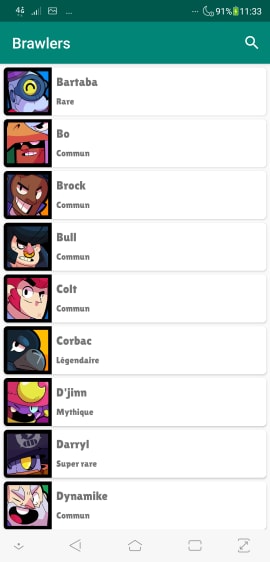 4G ... ... 91% 11:33
Brawlers
Bartaba
Rare
Bo
Commun
Brock
Commun
Bull
Commun
Colt
Commun
Corbac
Légendaire
D'jinn
Mythique
Darryl
Super rare
Dynamike
Commun